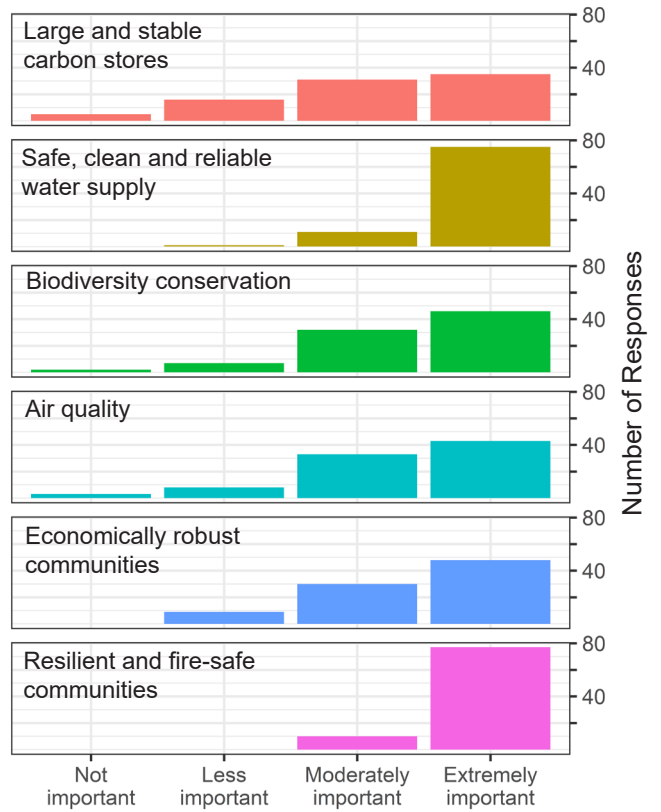 Large and stable
carbon stores
80
40
Safe, clean and reliable
water supply
80
40
Biodiversity conservation
80
40
Air quality
80
40
Economically robust
communities
80
40
Resilient and fire-safe
communities
80
40
Number of Responses
Not
important
Less
important
Moderately
important
Extremely
important